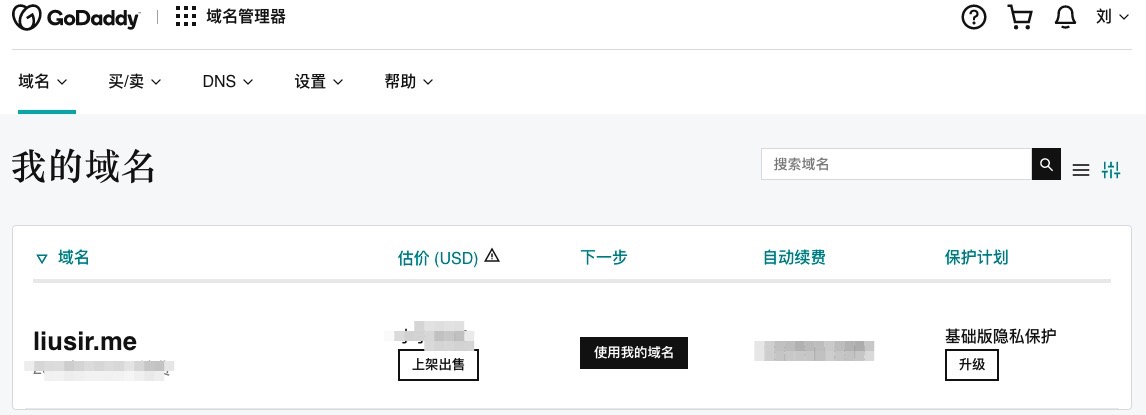 GoDaddy 域名管理器 刘
域名 买/卖 DNS 设置 帮助
我的域名
搜索域名
域名 估价 (USD) 下一步 自动续费 保护计划
liusir.me 使用我的域名 基础版隐私保护
上架出售 升级